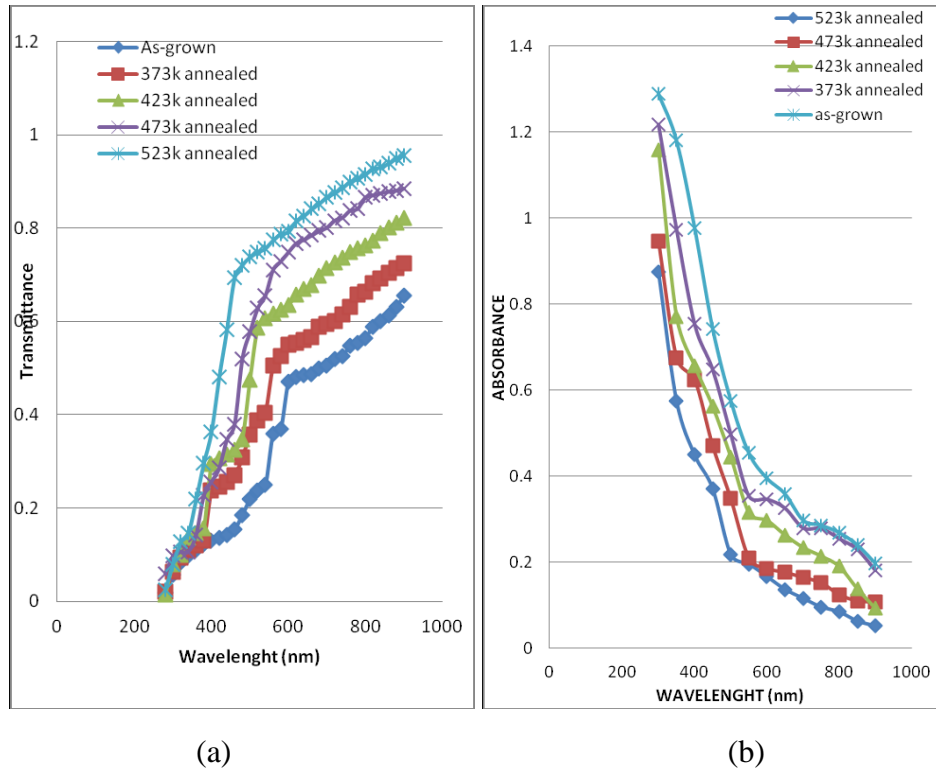 As-grown
373k annealed
423k annealed
473k annealed
523k annealed
1.2
1
0.8
0.6
0.4
0.2
0
0
200
400
600
800
1000
Transmittance
Wavelenght (nm)
(a)
523k annealed
473k annealed
423k annealed
373k annealed
as-grown
1.4
1.2
1
0.8
0.6
0.4
0.2
0
0
200
400
600
800
1000
ABSORBANCE
WAVELENGHT (nm)
(b)